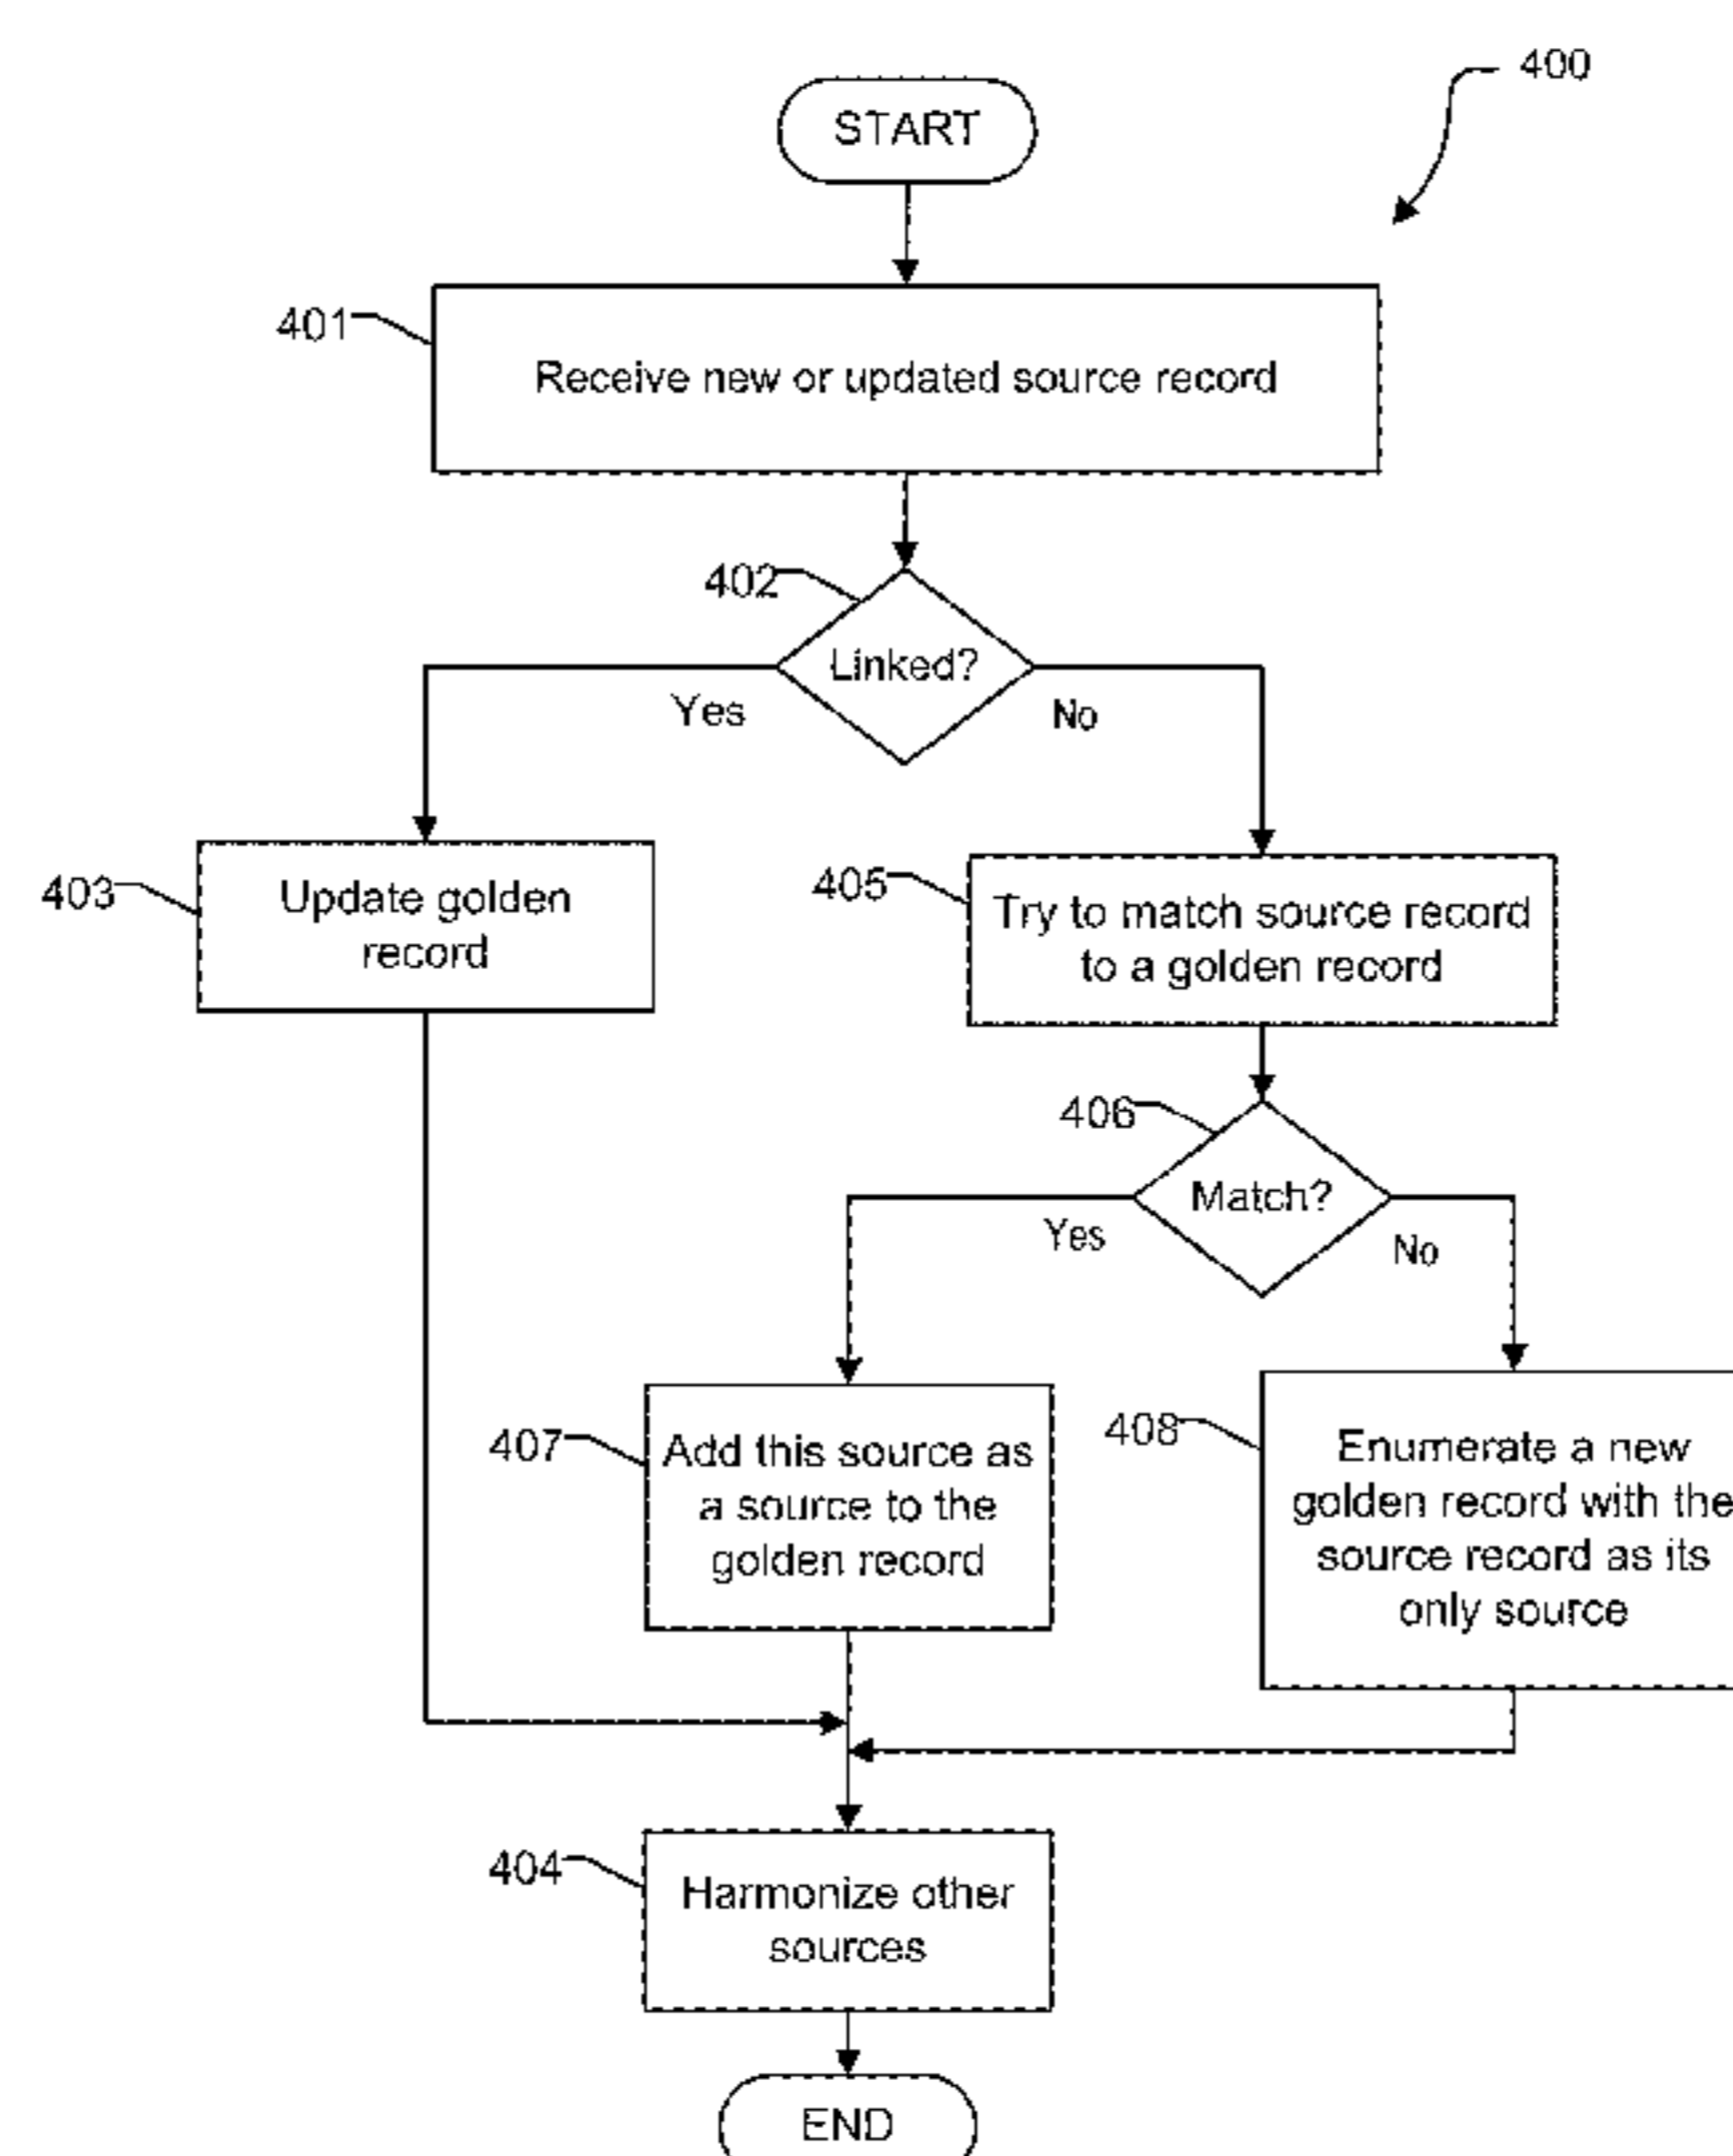 400
START
401
Receive new or updated source record
402
Linked?
Yes
No
403
Update golden
record
405
Try to match source record
to a golden record
406
Match?
Yes
No
407
Add this source as
a source to the
golden record
408
Enumerate a new
golden record with the
source record as its
only source
404
Harmonize other
sources
END